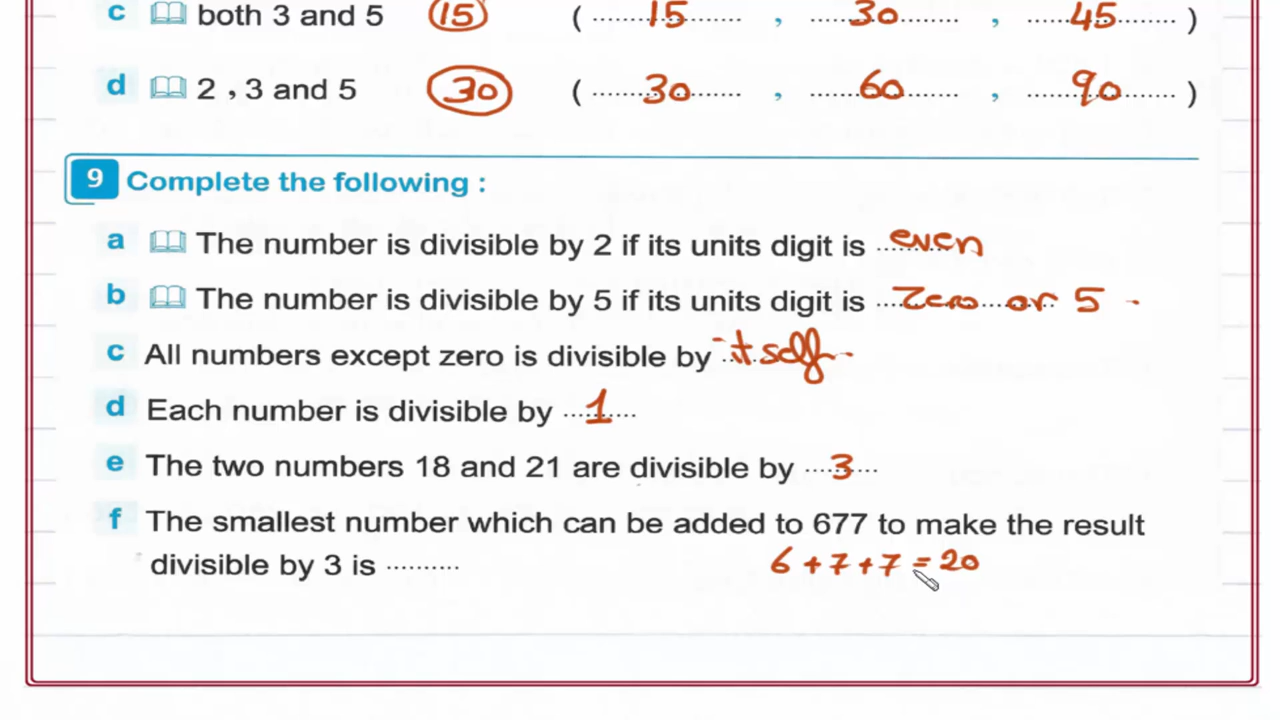 c both 3 and 5 15 ( 15 , 30 , 45 )
d 2 , 3 and 5 30 ( 30 , 60 , 90 )
9 Complete the following :
a The number is divisible by 2 if its units digit is even
b The number is divisible by 5 if its units digit is zero or 5
c All numbers except zero is divisible by itself
d Each number is divisible by 1
e The two numbers 18 and 21 are divisible by 3
f The smallest number which can be added to 677 to make the result
divisible by 3 is .......... 6 + 7 + 7 = 20